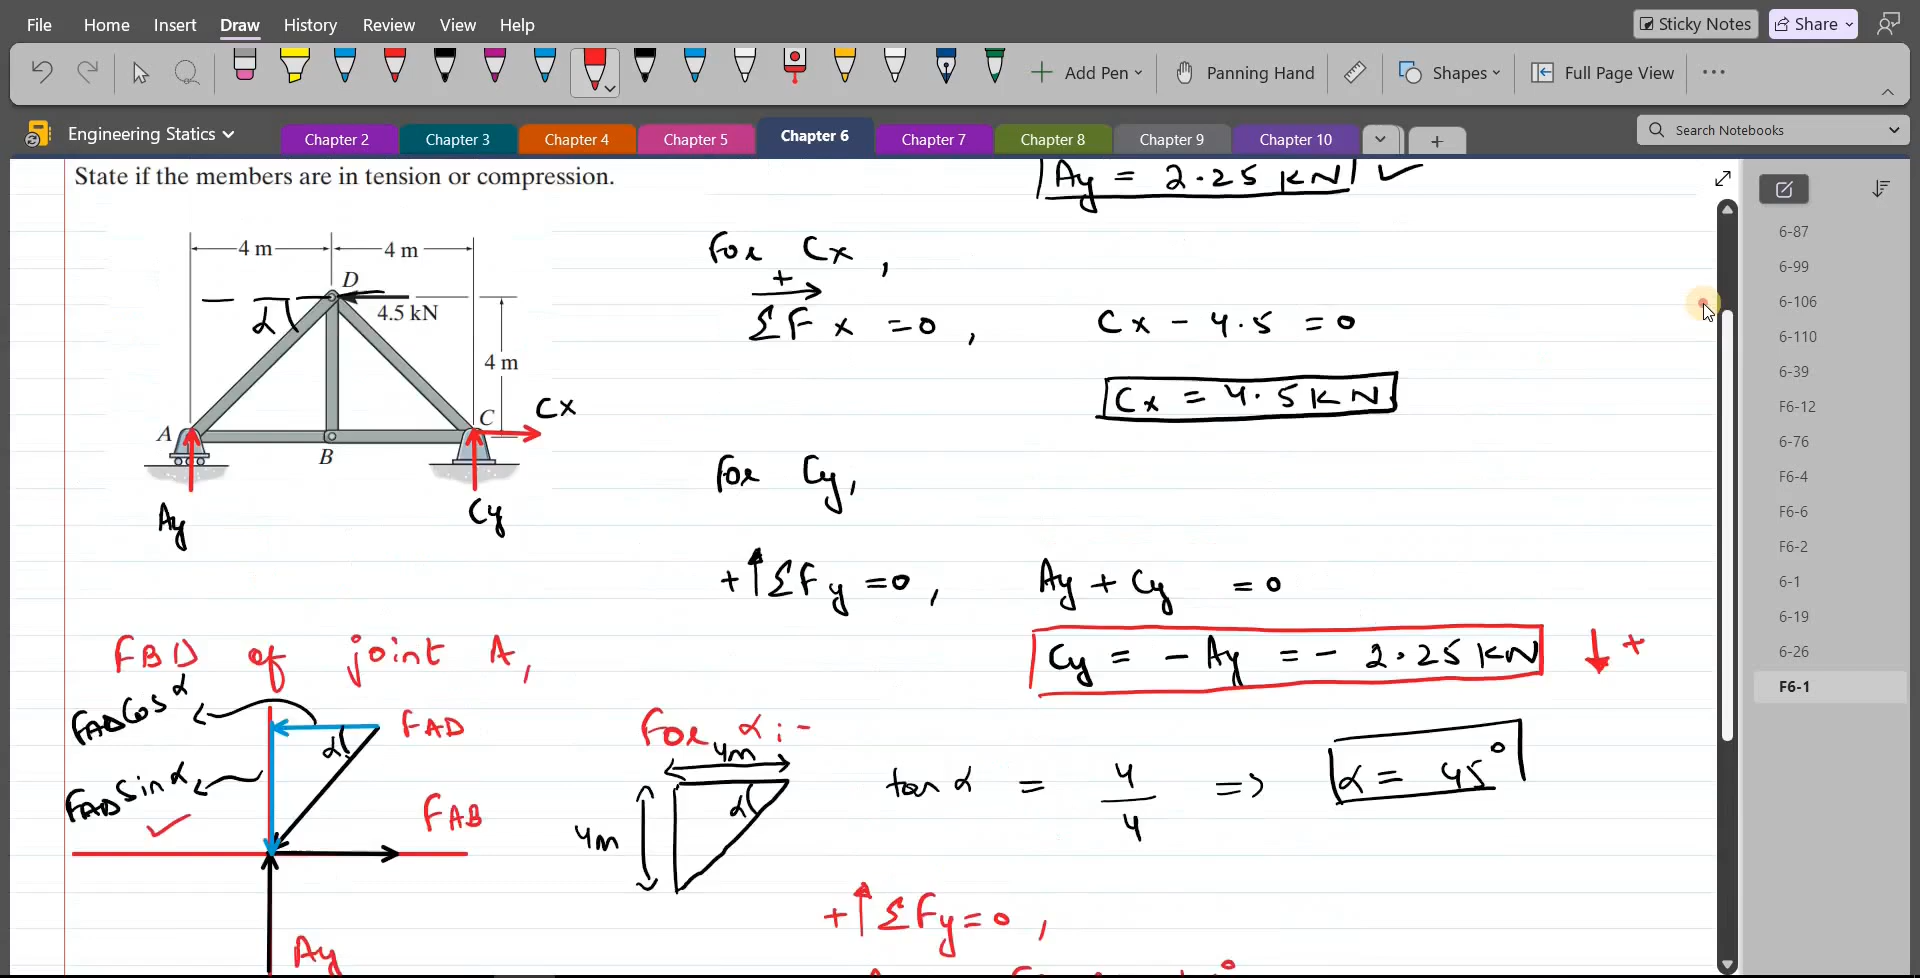 File Home Insert Draw History Review View Help
Sticky Notes Share
Add Pen Panning Hand Shapes Full Page View
Engineering Statics Chapter 2 Chapter 3 Chapter 4 Chapter 5 Chapter 6 Chapter 7 Chapter 8 Chapter 9 Chapter 10
Search Notebooks
State if the members are in tension or compression.
4 m 4 m
D
α
4.5 kN
4 m
A
B
C
Cx
Ay
Cy
Ay = 2.25 KN ✓
For Cx,
+
ΣFx = 0, Cx - 4.5 = 0
Cx = 4.5 KN
For Cy,
+↑ΣFy = 0, Ay + Cy = 0
Cy = - Ay = - 2.25 KN ↓+
FBD of joint A,
FAD cos α
FAD
α
FAD sin α
FAB
Ay
For α :-
4m
α
4m
tan α = 4/4 => α = 45°
+↑ΣFy = 0,
6-87
6-99
6-106
6-110
6-39
F6-12
6-76
F6-4
F6-6
F6-2
6-1
6-19
6-26
F6-1